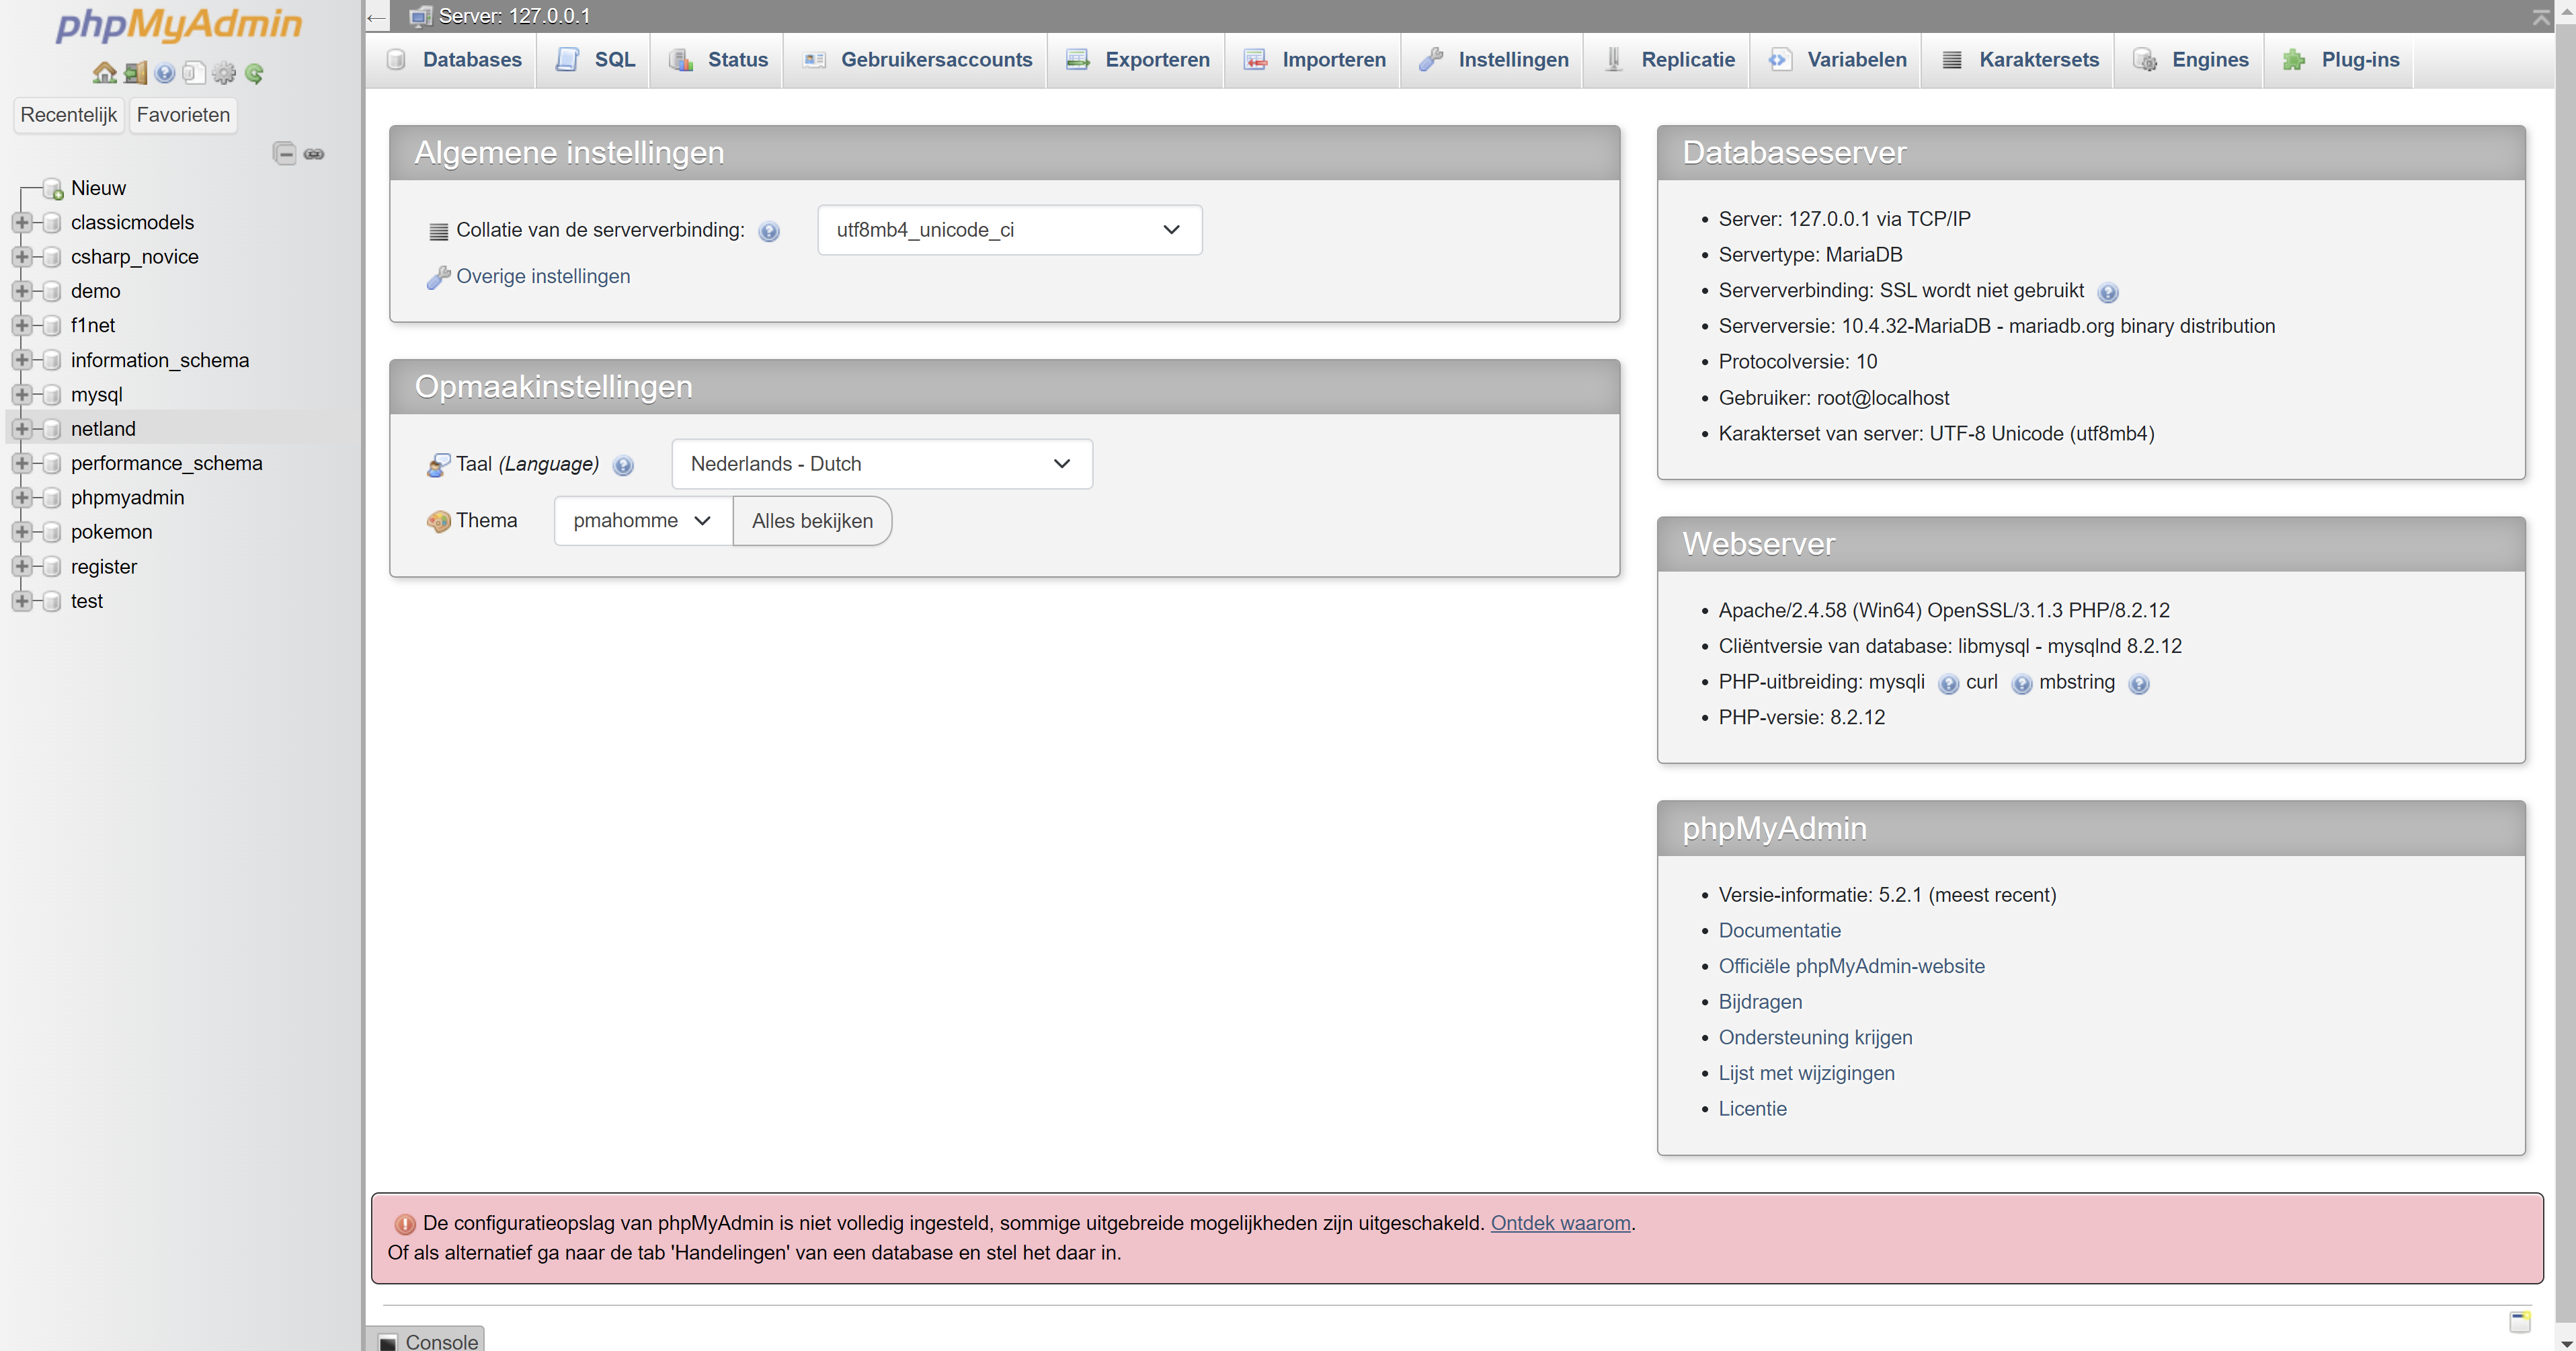 phpMyAdmin
Recentelijk Favorieten
Nieuw
classicmodels
csharp_novice
demo
f1net
information_schema
mysql
netland
performance_schema
phpmyadmin
pokemon
register
test
Server: 127.0.0.1
Databases SQL Status Gebruikersaccounts Exporteren Importeren Instellingen Replicatie Variabelen Karaktersets Engines Plug-ins
Algemene instellingen
Collatie van de serververbinding: utf8mb4_unicode_ci
Overige instellingen
Opmaakinstellingen
Taal (Language) Nederlands - Dutch
Thema pmahomme Alles bekijken
Databaseserver
• Server: 127.0.0.1 via TCP/IP
• Servertype: MariaDB
• Serververbinding: SSL wordt niet gebruikt
• Serverversie: 10.4.32-MariaDB - mariadb.org binary distribution
• Protocolversie: 10
• Gebruiker: root@localhost
• Karakterset van server: UTF-8 Unicode (utf8mb4)
Webserver
• Apache/2.4.58 (Win64) OpenSSL/3.1.3 PHP/8.2.12
• Cliëntversie van database: libmysql - mysqlnd 8.2.12
• PHP-uitbreiding: mysqli curl mbstring
• PHP-versie: 8.2.12
phpMyAdmin
• Versie-informatie: 5.2.1 (meest recent)
• Documentatie
• Officiële phpMyAdmin-website
• Bijdragen
• Ondersteuning krijgen
• Lijst met wijzigingen
• Licentie
De configuratieopslag van phpMyAdmin is niet volledig ingesteld, sommige uitgebreide mogelijkheden zijn uitgeschakeld. Ontdek waarom.
Of als alternatief ga naar de tab 'Handelingen' van een database en stel het daar in.
Console